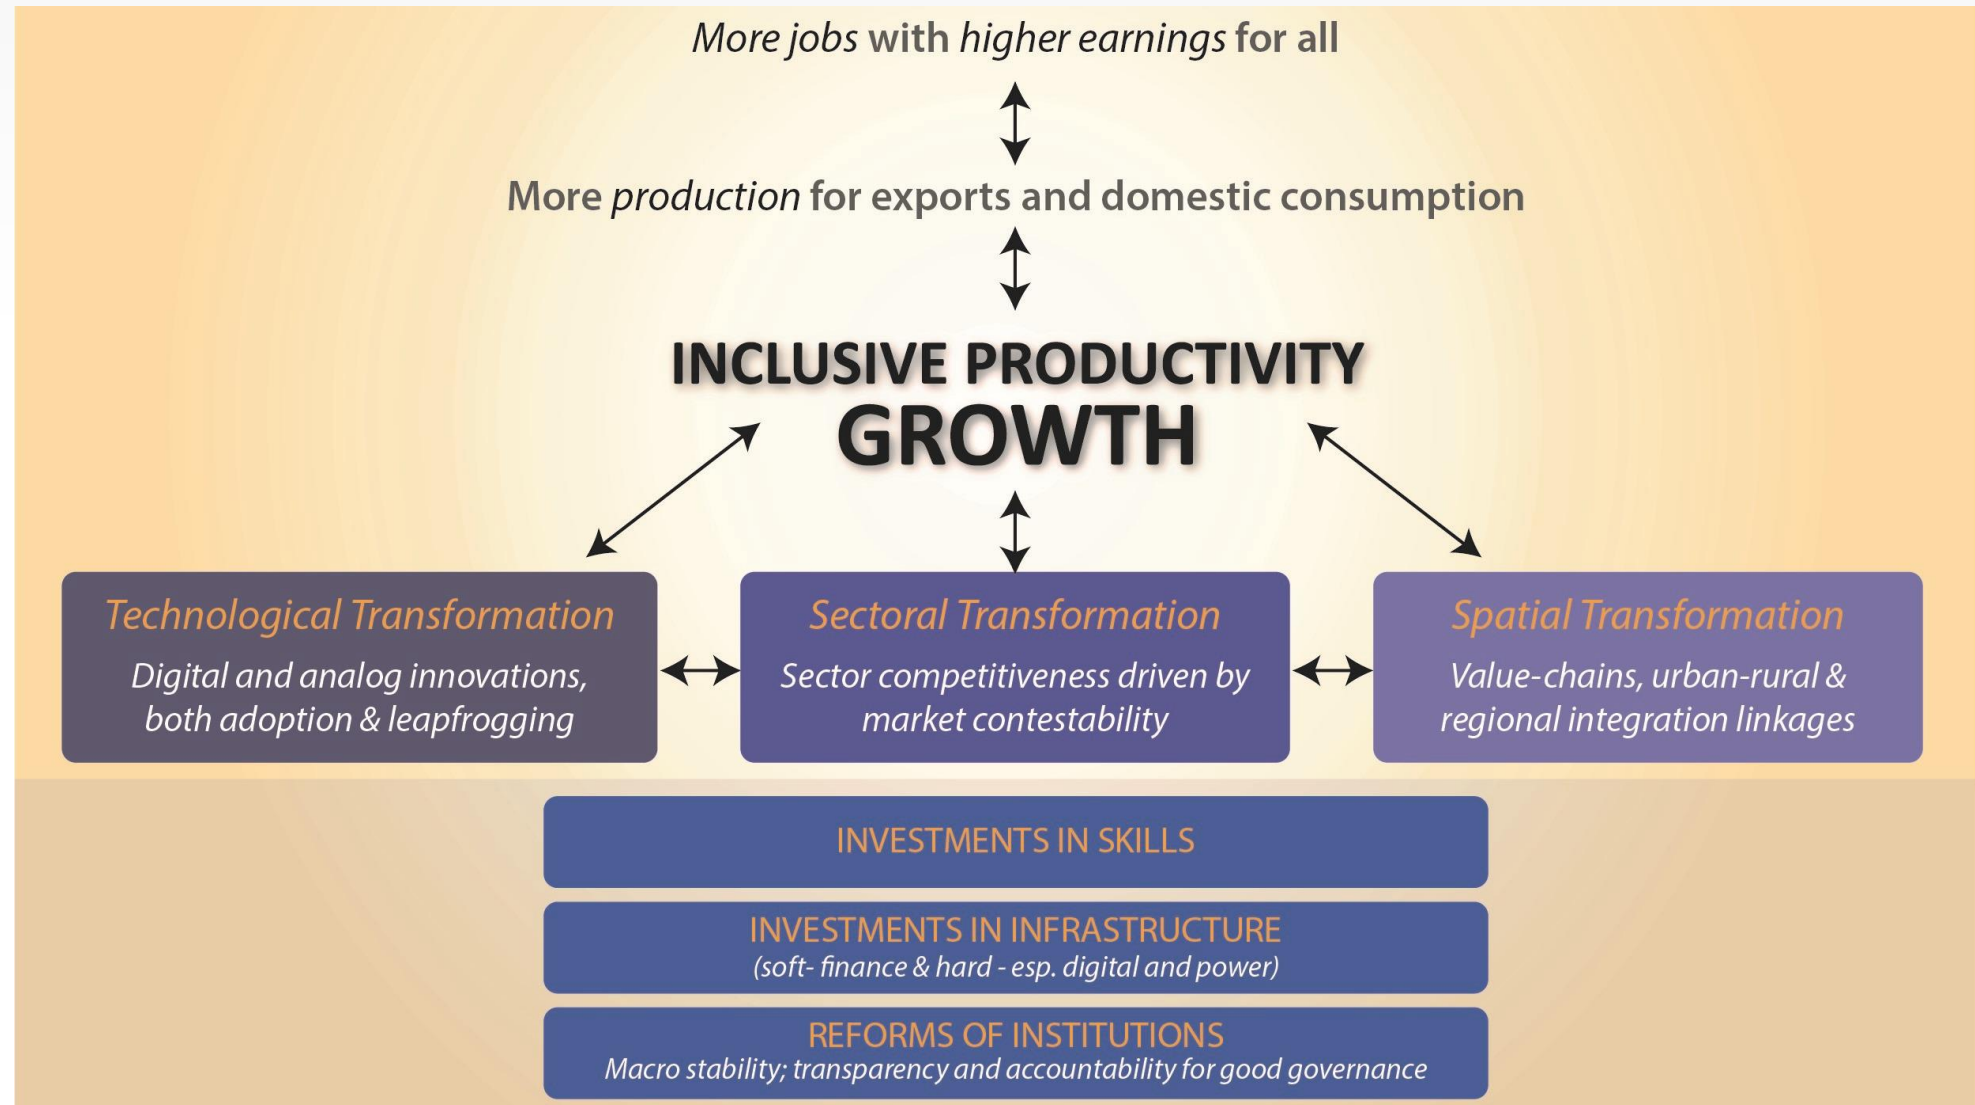 More jobs with higher earnings for all
More production for exports and domestic consumption
INCLUSIVE PRODUCTIVITY
GROWTH
Technological Transformation
Digital and analog innovations,
both adoption & leapfrogging
Sectoral Transformation
Sector competitiveness driven by
market contestability
Spatial Transformation
Value-chains, urban-rural &
regional integration linkages
INVESTMENTS IN SKILLS
INVESTMENTS IN INFRASTRUCTURE
(soft- finance & hard - esp. digital and power)
REFORMS OF INSTITUTIONS
Macro stability; transparency and accountability for good governance